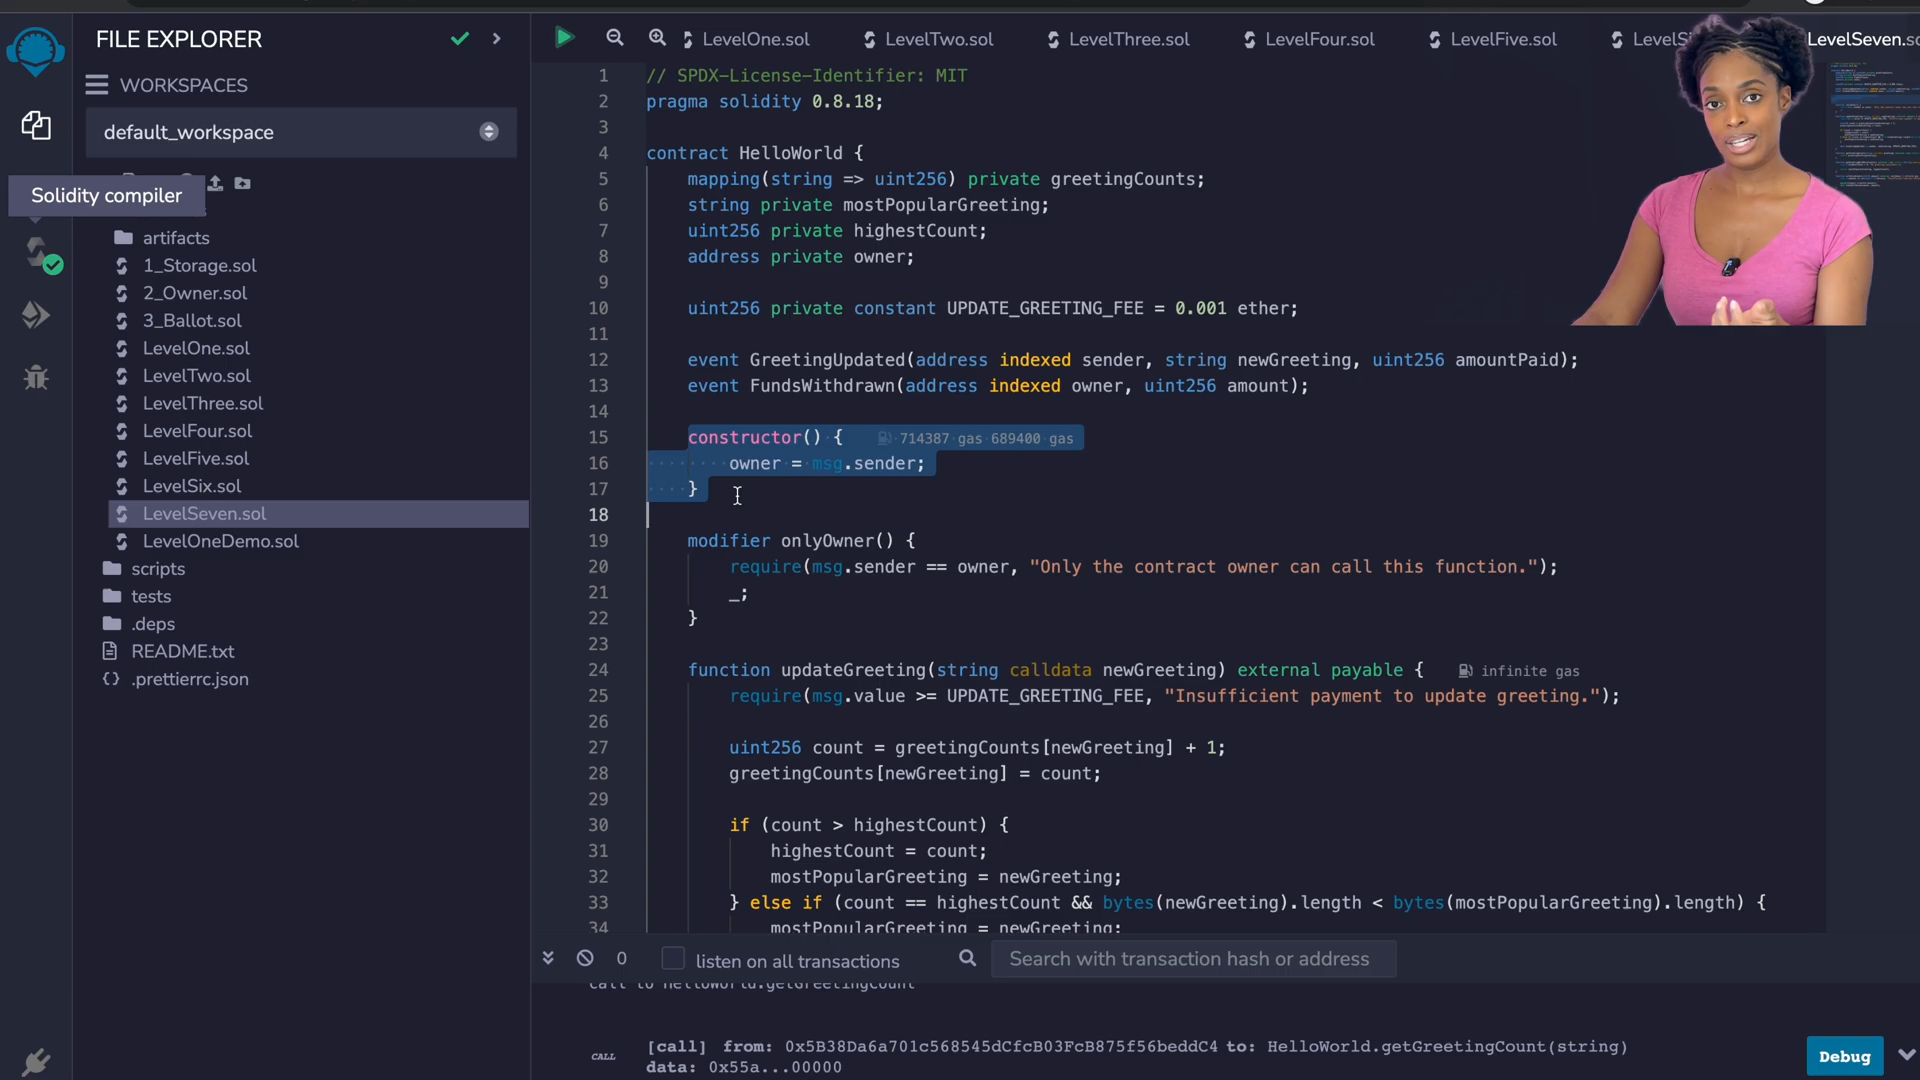 FILE EXPLORER
WORKSPACES
default_workspace
Solidity compiler
artifacts
1_Storage.sol
2_Owner.sol
3_Ballot.sol
LevelOne.sol
LevelTwo.sol
LevelThree.sol
LevelFour.sol
LevelFive.sol
LevelSix.sol
LevelSeven.sol
LevelOneDemo.sol
scripts
tests
.deps
README.txt
.prettierrc.json
LevelOne.sol LevelTwo.sol LevelThree.sol LevelFour.sol LevelFive.sol LevelSeven.so
1 // SPDX-License-Identifier: MIT
2 pragma solidity 0.8.18;
3
4 contract HelloWorld {
5 mapping(string => uint256) private greetingCounts;
6 string private mostPopularGreeting;
7 uint256 private highestCount;
8 address private owner;
9
10 uint256 private constant UPDATE_GREETING_FEE = 0.001 ether;
11
12 event GreetingUpdated(address indexed sender, string newGreeting, uint256 amountPaid);
13 event FundsWithdrawn(address indexed owner, uint256 amount);
14
15 constructor() { 714387 gas 689400 gas
16 owner = msg.sender;
17 }
18
19 modifier onlyOwner() {
20 require(msg.sender == owner, "Only the contract owner can call this function.");
21 _;
22 }
23
24 function updateGreeting(string calldata newGreeting) external payable { infinite gas
25 require(msg.value >= UPDATE_GREETING_FEE, "Insufficient payment to update greeting.");
26
27 uint256 count = greetingCounts[newGreeting] + 1;
28 greetingCounts[newGreeting] = count;
29
30 if (count > highestCount) {
31 highestCount = count;
32 mostPopularGreeting = newGreeting;
33 } else if (count == highestCount && bytes(newGreeting).length < bytes(mostPopularGreeting).length) {
34 mostPopularGreeting = newGreeting;
0 listen on all transactions Search with transaction hash or address
call to HelloWorld.getGreetingCount
CALL [call] from: 0x5B38Da6a701c568545dCfcB03FcB875f56beddC4 to: HelloWorld.getGreetingCount(string)
data: 0x55a...00000
Debug